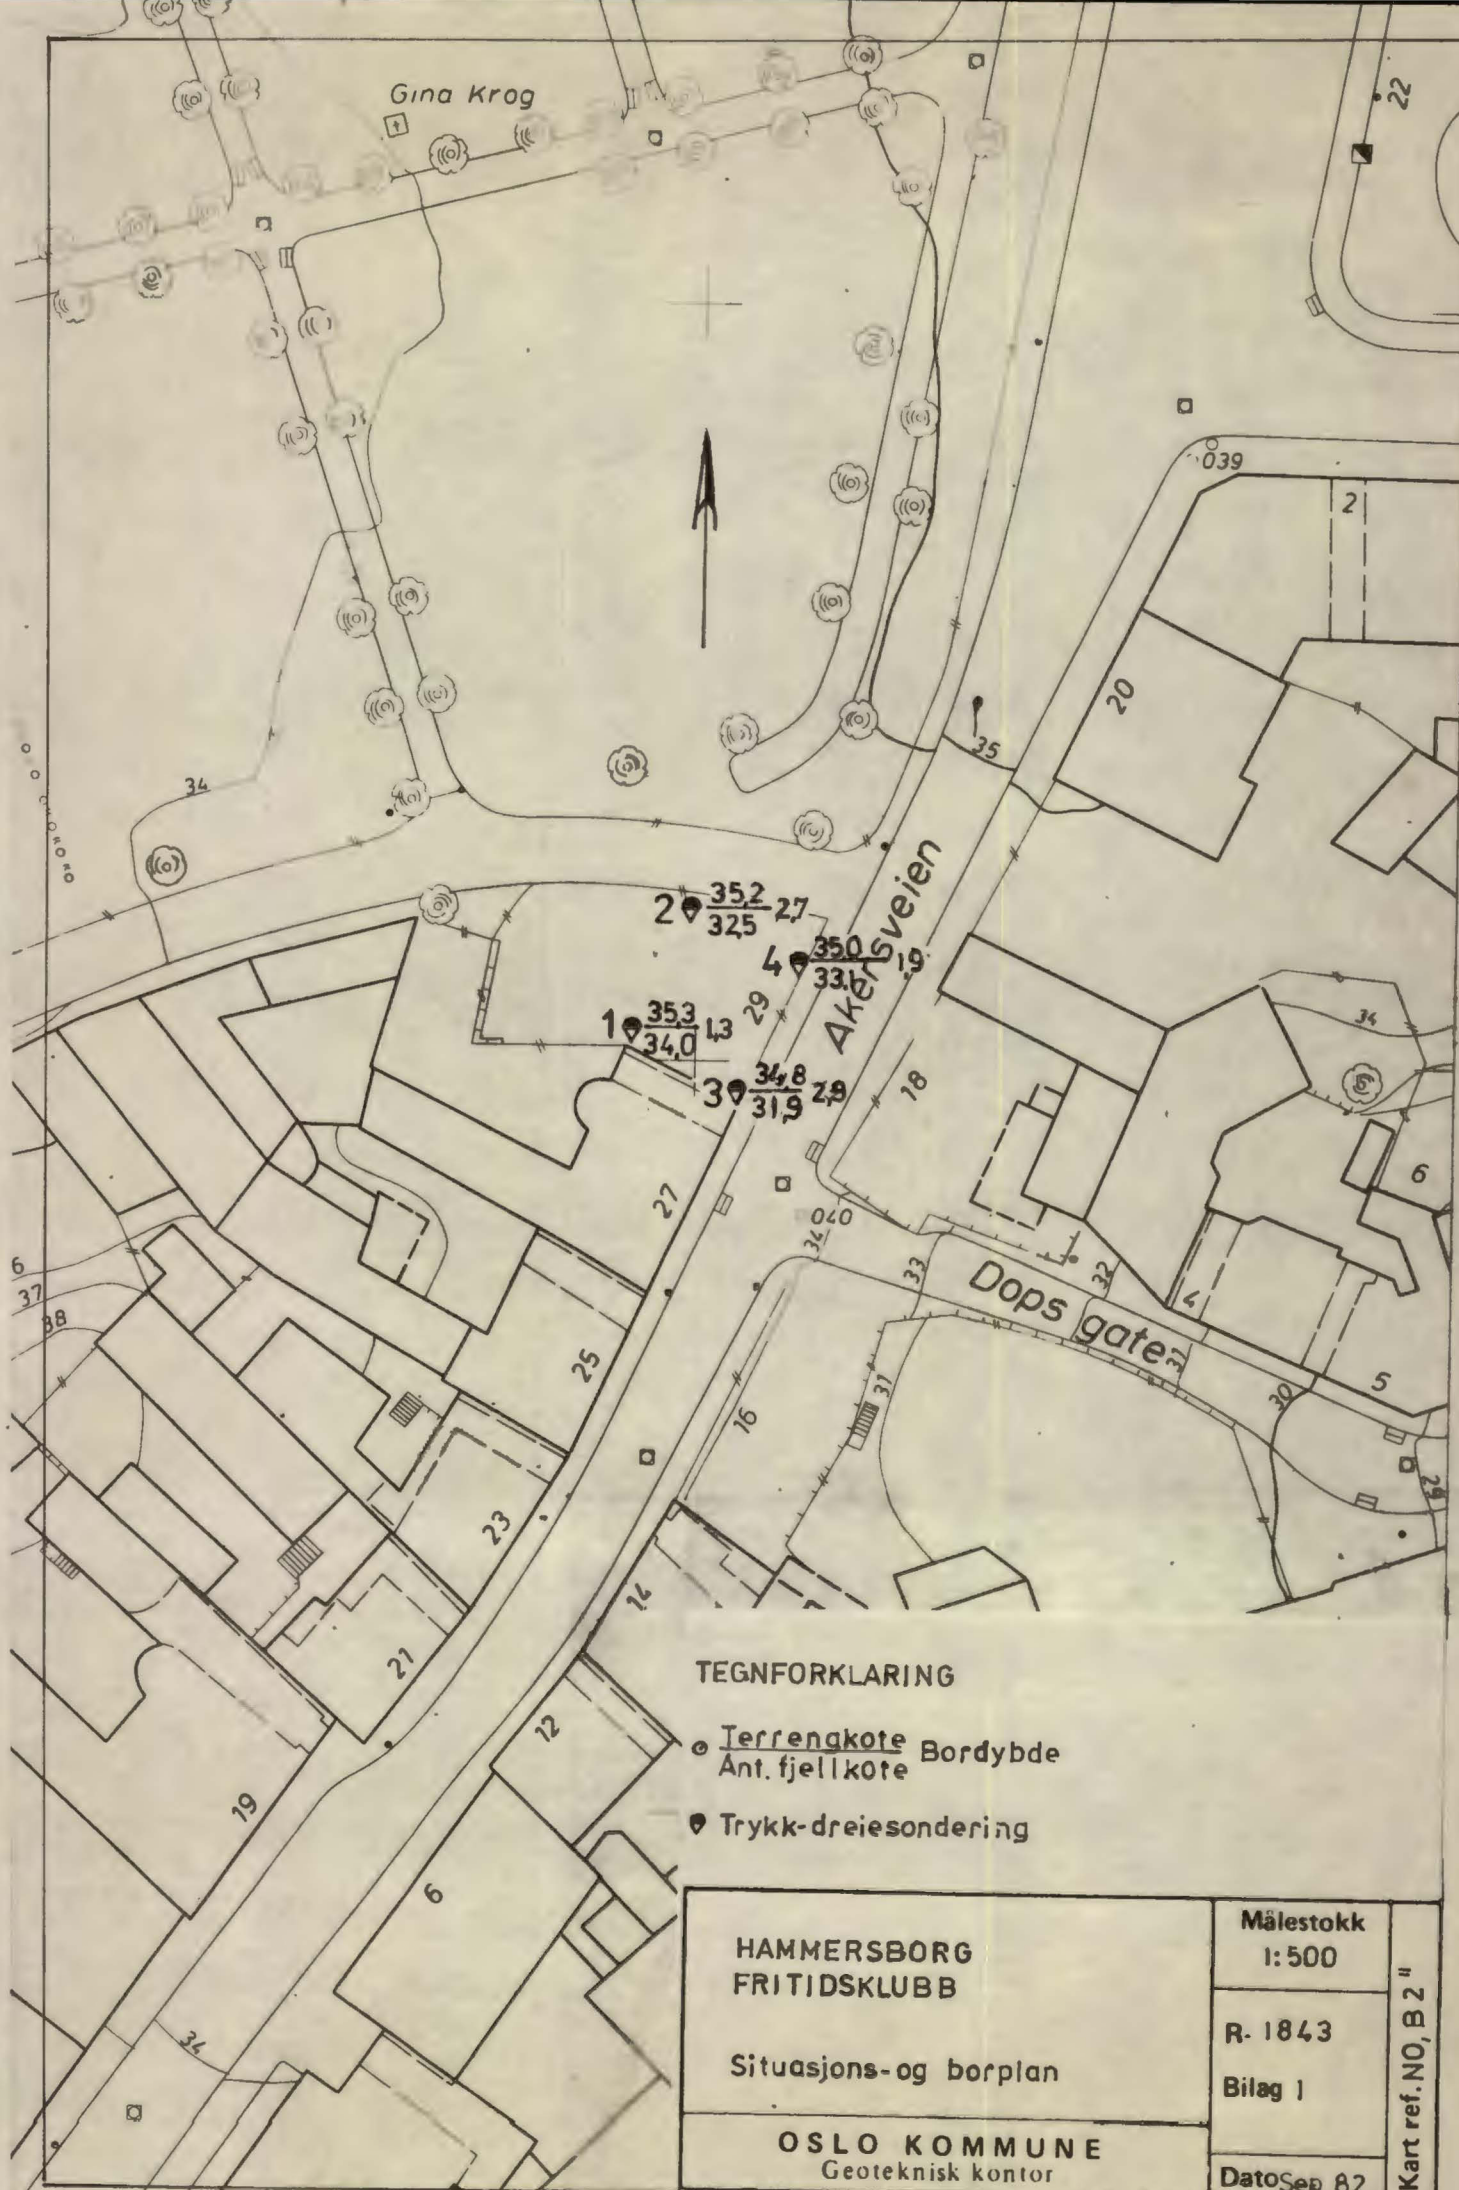 Gina Krog
22
039
2
20
35
34
2 35,2 2,7
32,5
4 35,0 1,9
33,1
Akersveien
29
1 35,3 1,3
34,0
3 34,8 2,9
31,9
18
34
6
27
040
34
33
32
4
Dops gate
31
6
37
38
25
16
31
30
5
29
23
14
21
12
19
6
34
TEGNFORKLARING
Terrengkote Bordybde
Ant. fjellkote
Trykk-dreiesondering
HAMMERSBORG
FRITIDSKLUBB
Situasjons-og borplan
OSLO KOMMUNE
Geoteknisk kontor
Målestokk
1:500
R- 1843
Bilag 1
Dato Sep 82
Kart ref. NO, B 2 "